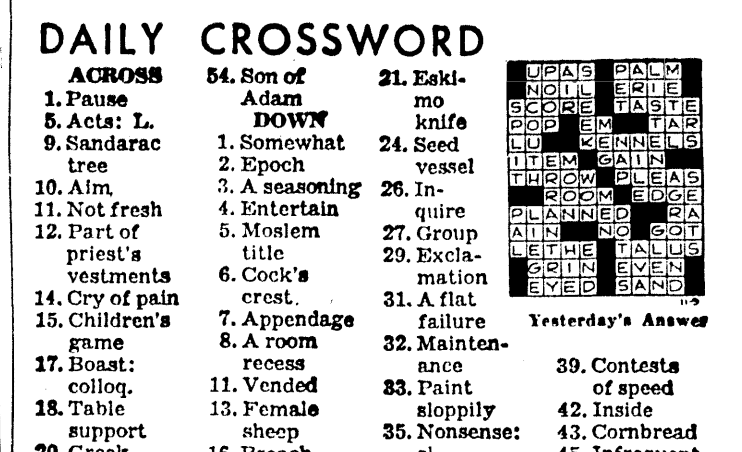 DAILY CROSSWORD
ACROSS
1. Pause
5. Acts: L.
9. Sandarac
tree
10. Aim,
11. Not fresh
12. Part of
priest's
vestments
14. Cry of pain
15. Children's
game
17. Boast:
colloq.
18. Table
support
20. Greek
54. Son of
Adam
DOWN
1. Somewhat
2. Epoch
3. A seasoning
4. Entertain
5. Moslem
title
6. Cock's
crest.
7. Appendage
8. A room
recess
11. Vended
13. Female
sheep
21. Eski-
mo
knife
24. Seed
vessel
26. In-
quire
27. Group
29. Excla-
mation
31. A flat
failure
32. Mainten-
ance
33. Paint
sloppily
35. Nonsense:
UPAS PALM
NOIL ERIE
SCORE TASTE
POP EM TAR
LU KENNELS
ITEM GAIN
THROW PLEAS
ROOM EDGE
PLANNED RA
AIN NO GOT
LETHE TALUS
GRIN EVEN
EYED SAND
Yesterday's Answer
39. Contests
of speed
42. Inside
43. Cornbread
45. Infrequent